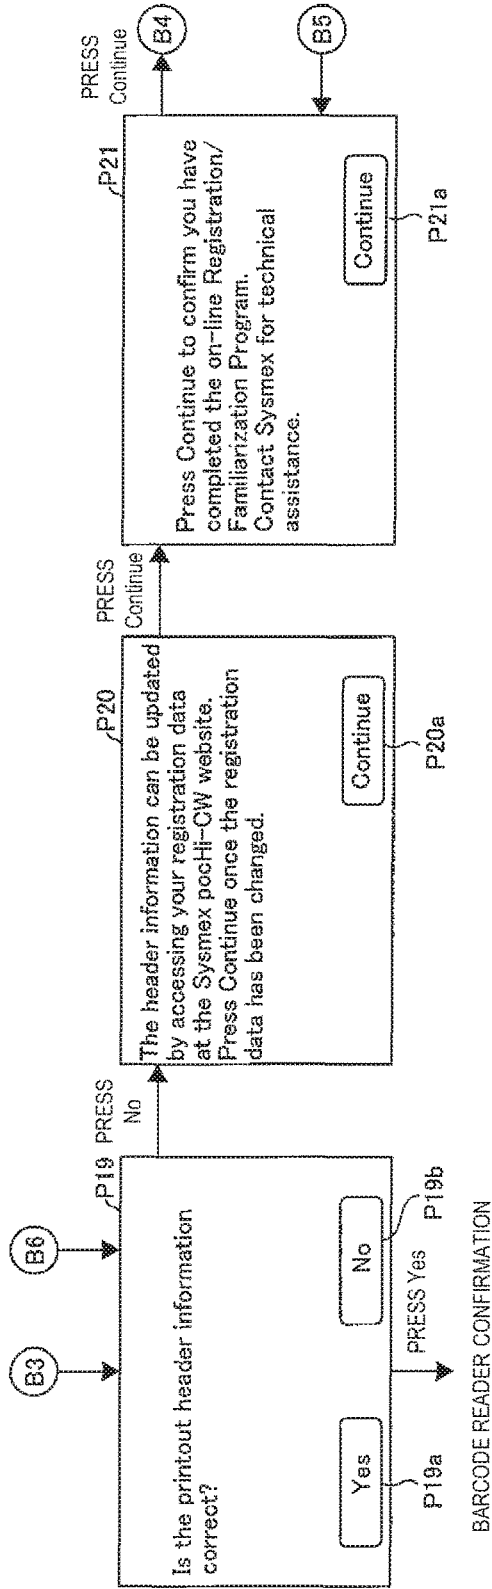 B3
B6
P19
Is the printout header information
correct?
Yes
No
P19a
P19b
PRESS Yes
BARCODE READER CONFIRMATION
PRESS
No
P20
The header information can be updated
by accessing your registration data
at the Sysmex pocHi-CW website.
Press Continue once the registration
data has been changed.
Continue
P20a
PRESS
Continue
P21
Press Continue to confirm you have
completed the on-line Registration/
Familiarization Program.
Contact Sysmex for technical
assistance.
Continue
P21a
PRESS
Continue
B4
B5